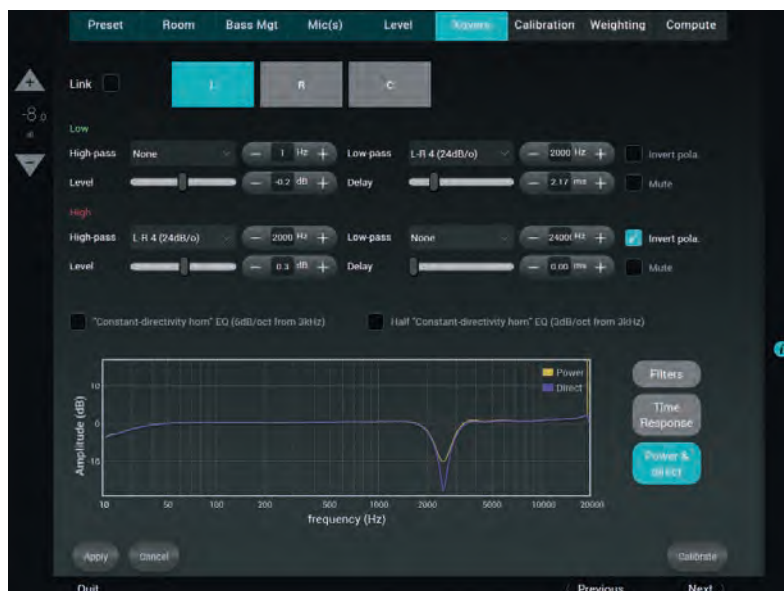 Preset Room Bass Mgt Mic(s) Level Xovers Calibration Weighting Compute
Link L R C
-8.0
dB
Low
High-pass None 1 Hz Low-pass L-R 4 (24dB/o) 2000 Hz Invert pola.
Level -0.2 dB Delay 2.17 ms Mute
High
High-pass L-R 4 (24dB/o) 2000 Hz Low-pass None 2400( Hz Invert pola.
Level 0.3 dB Delay 0.00 ms Mute
"Constant-directivity horn" EQ (6dB/oct from 3kHz) Half "Constant-directivity horn" EQ (3dB/oct from 3kHz)
Power
Direct
Amplitude (dB)
10
0
-10
10 50 100 200 500 1000 2000 5000 10000 20000
frequency (Hz)
Filters
Time
Response
Power &
direct
Apply Cancel Calibrate
Quit Previous Next